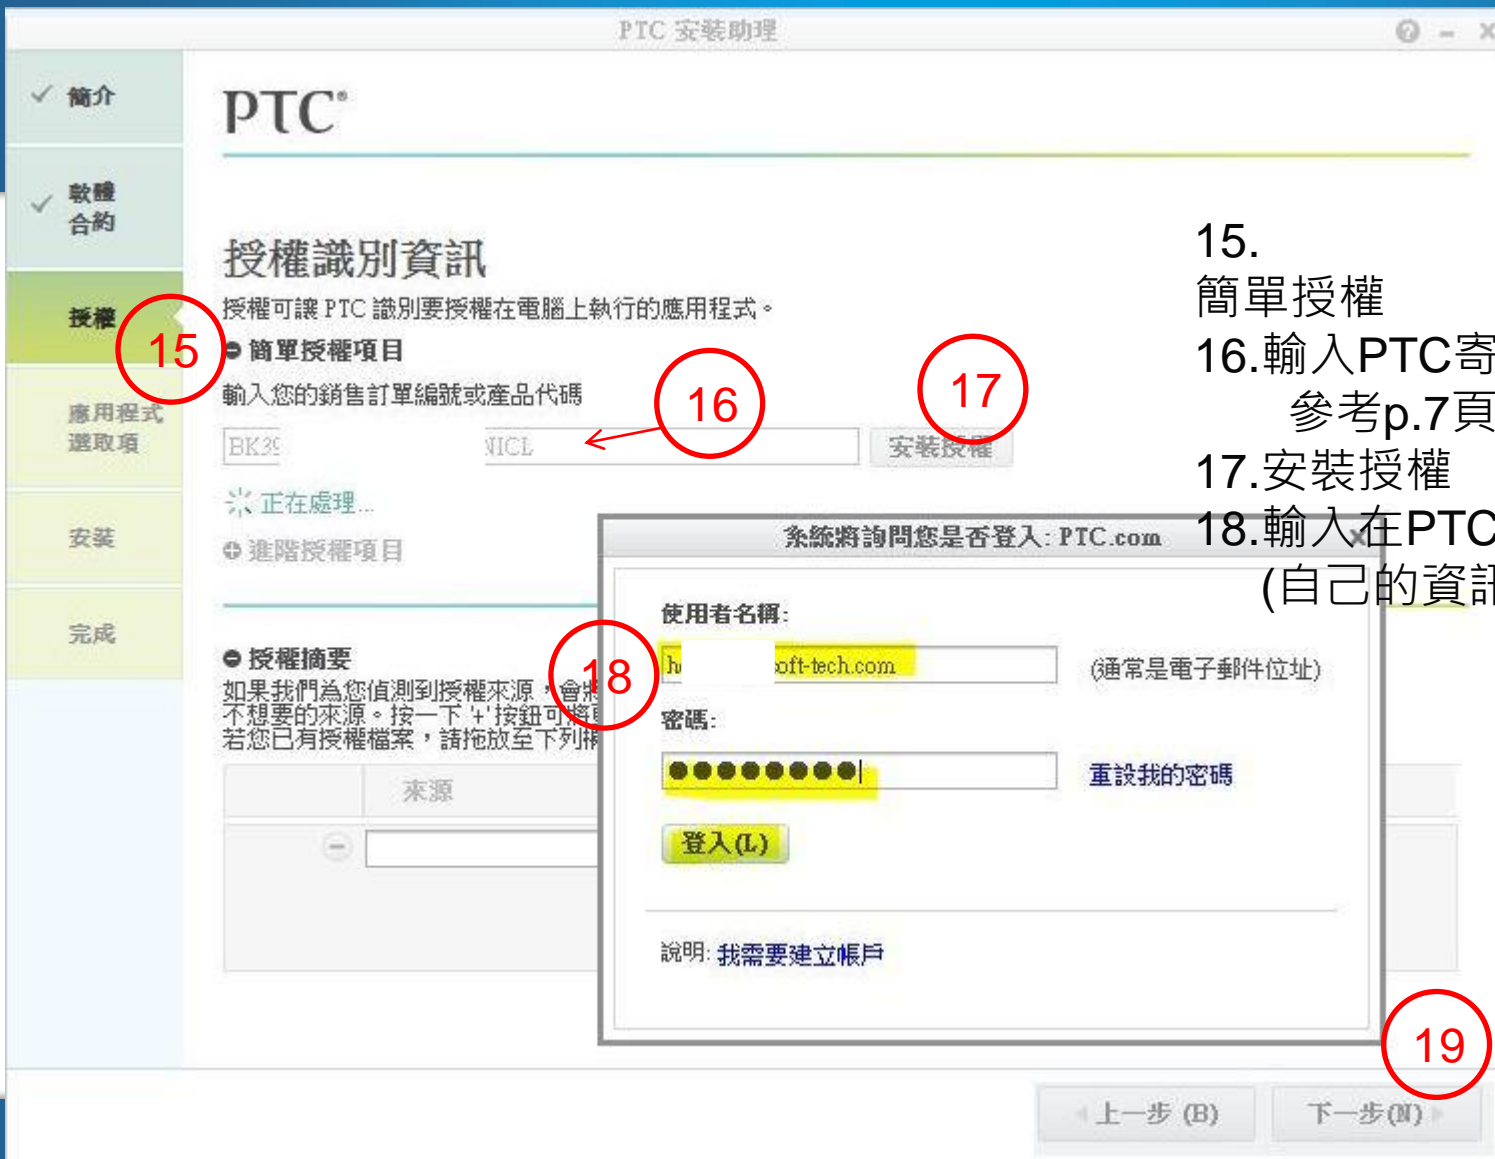 PTC 安裝助理
簡介
PTC
軟體
合約
授權識別資訊
授權可讓 PTC 識別要授權在電腦上執行的應用程式。
授權
15
簡單授權項目
輸入您的銷售訂單編號或產品代碼
16
17
BK39
NICL
安裝授權
應用程式
選取項
正在處理...
進階授權項目
安裝
完成
15.
簡單授權
16.輸入PTC寄
參考p.7頁
17.安裝授權
18.輸入在PTC
(自己的資訊
系統將詢問您是否登入: PTC.com
使用者名稱:
18
oft-tech.com
(通常是電子郵件位址)
密碼:
重設我的密碼
登入(L)
說明: 我需要建立帳戶
授權摘要
如果我們為您偵測到授權來源，會將
不想要的來源。按一下 '+' 按鈕可將
若您已有授權檔案，請拖放至下列
來源
19
上一步 (B)
下一步(N)